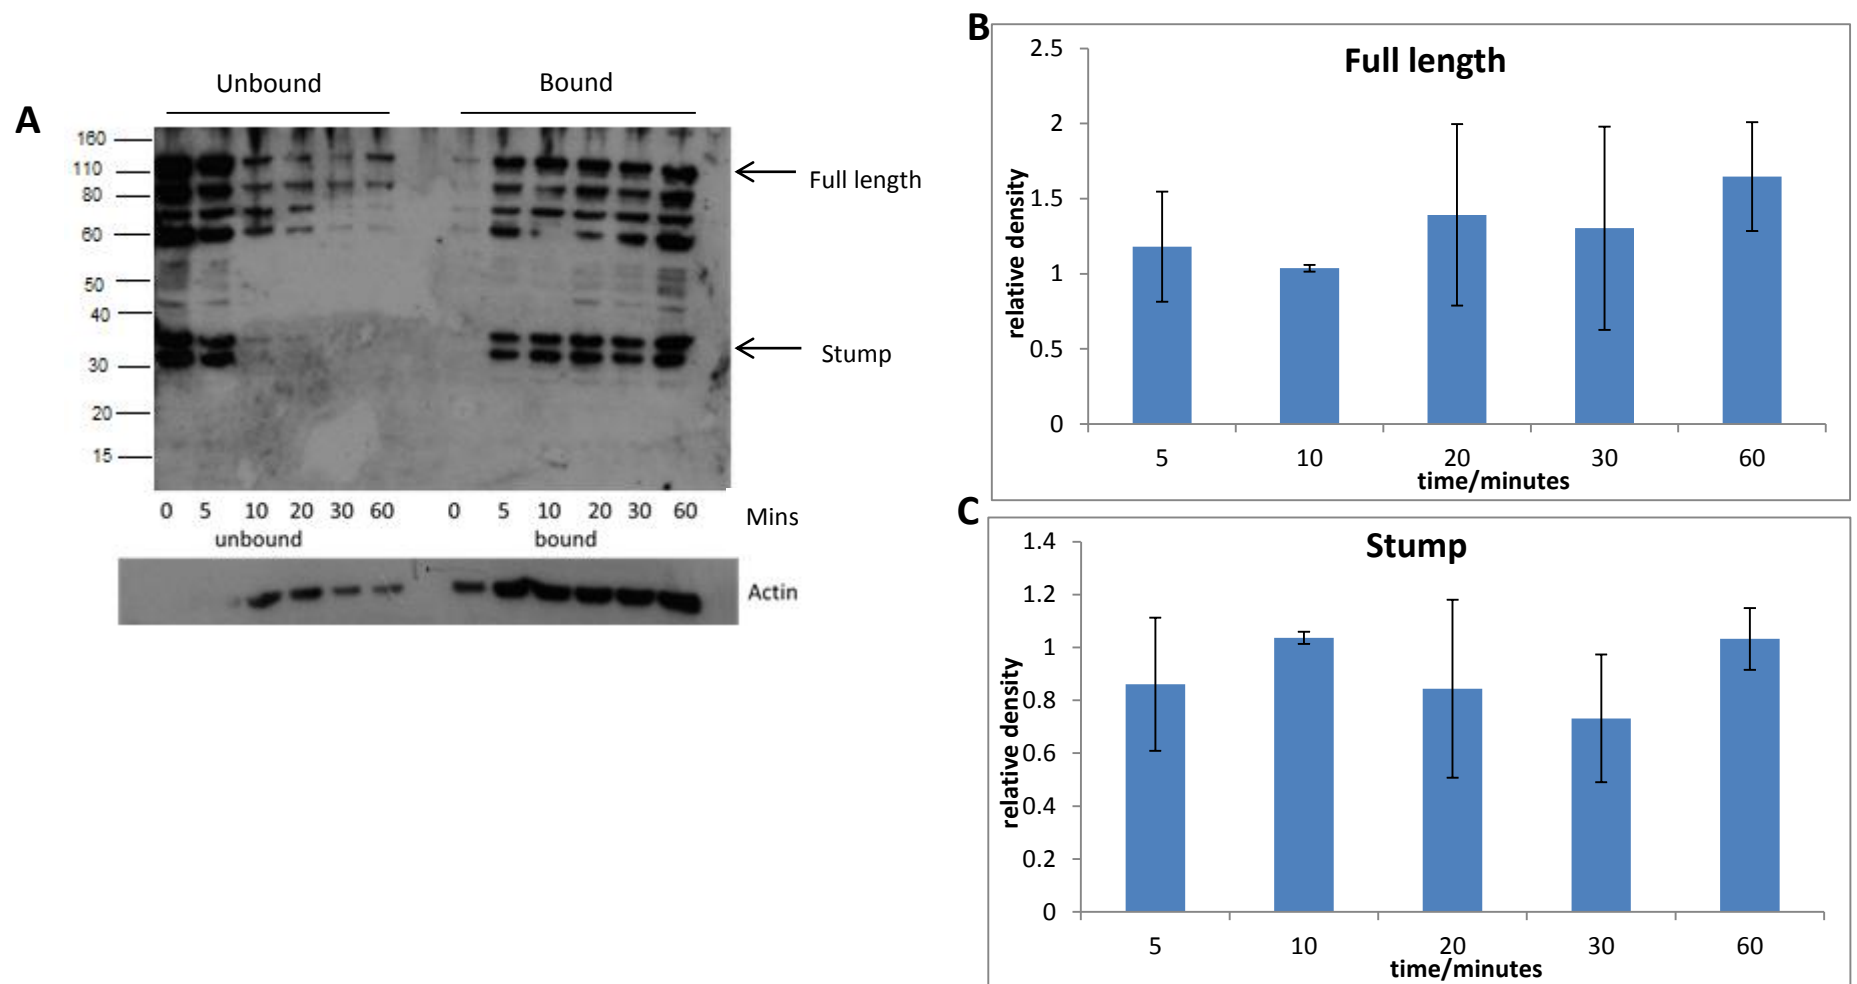 A
Unbound Bound
160
110
80
60
50
40
30
20
15
Full length
Stump
0 5 10 20 30 60 0 5 10 20 30 60 Mins
unbound bound
Actin
B
Full length
relative density
2.5
2
1.5
1
0.5
0
5 10 20 30 60
time/minutes
C
Stump
relative density
1.4
1.2
1
0.8
0.6
0.4
0.2
0
5 10 20 30 60
time/minutes